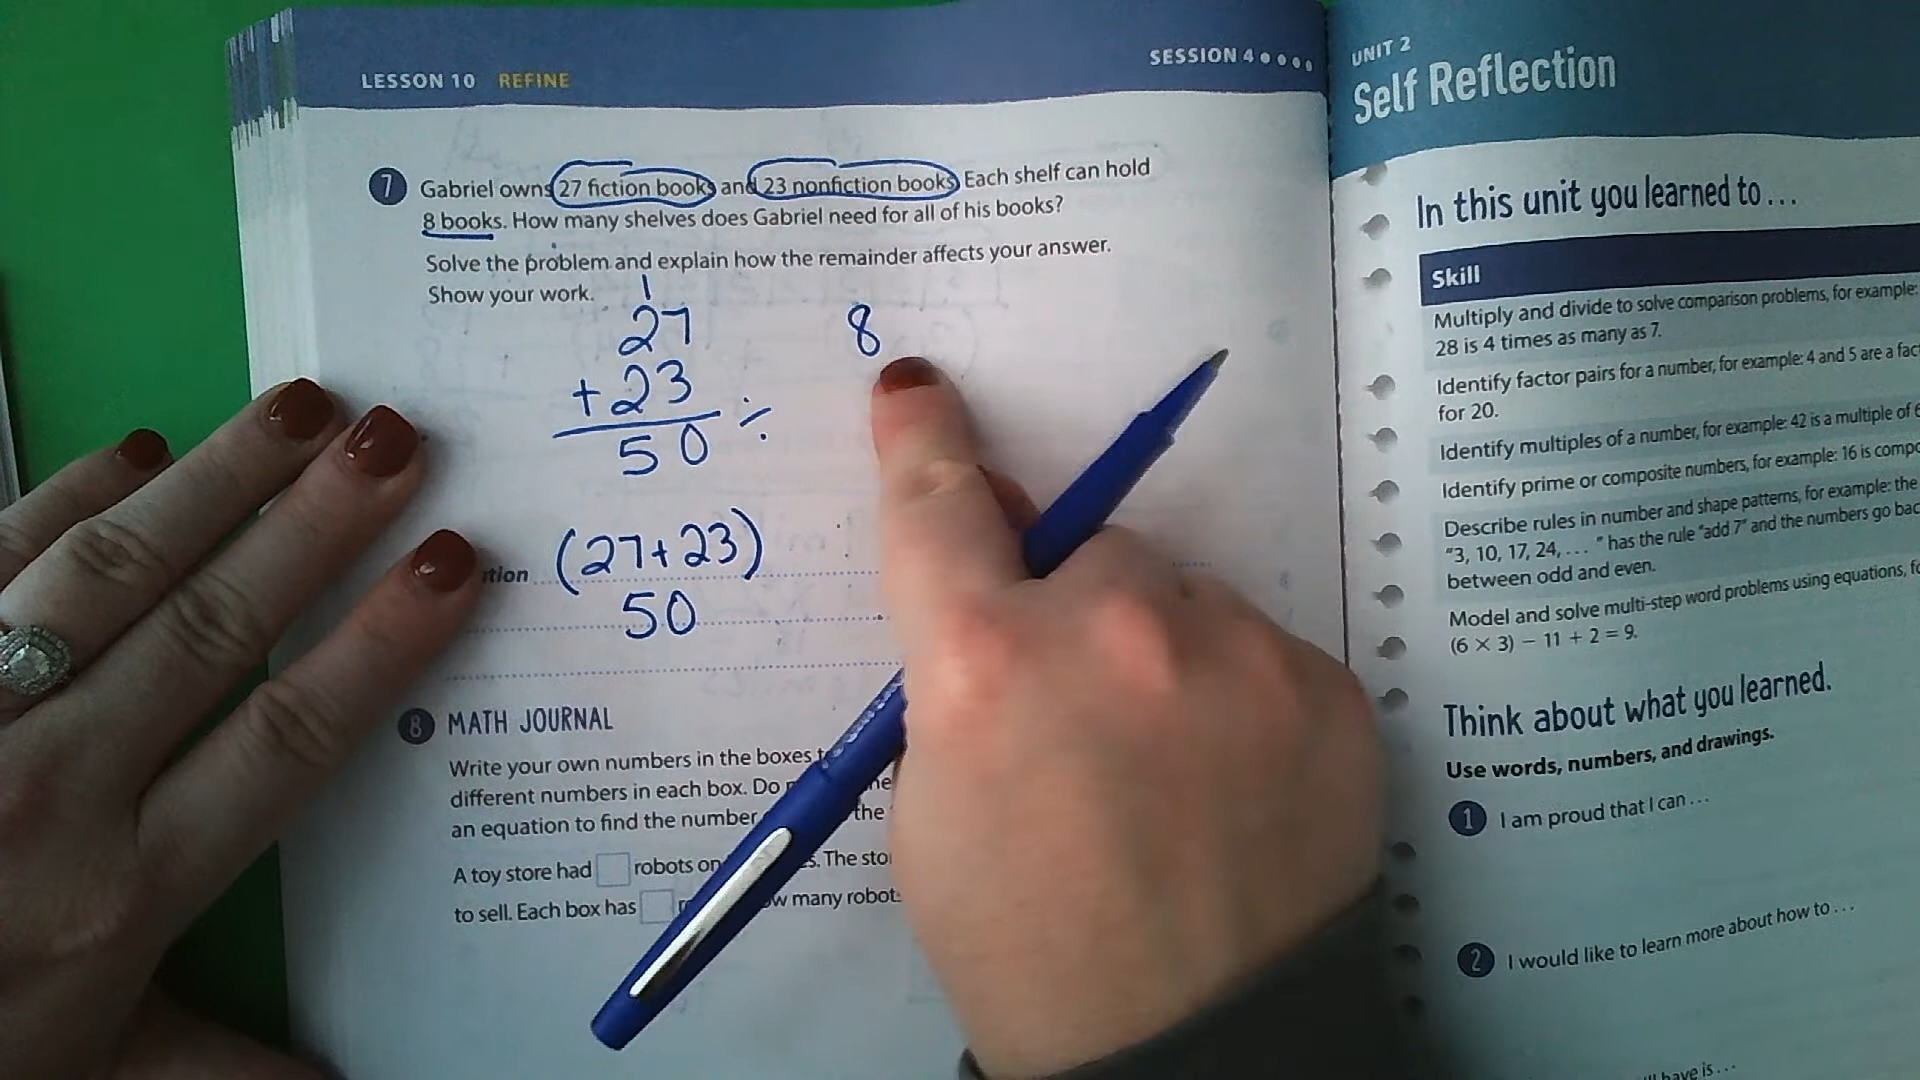 LESSON 10 REFINE
SESSION 4
7 Gabriel owns 27 fiction books and 23 nonfiction books. Each shelf can hold
8 books. How many shelves does Gabriel need for all of his books?
Solve the problem and explain how the remainder affects your answer.
Show your work.
1
27
+ 23
50 ÷
8
(27+23)
50
8 MATH JOURNAL
Write your own numbers in the boxes
different numbers in each box. Do
an equation to find the number the
A toy store had robots on The
to sell. Each box has many
UNIT 2
Self Reflection
In this unit you learned to ...
Skill
Multiply and divide to solve comparison problems, for example:
28 is 4 times as many as 7.
Identify factor pairs for a number, for example: 4 and 5 are a
for 20.
Identify multiples of a number, for example: 42 is a multiple of
Identify prime or composite numbers, for example: 16 is
Describe rules in number and shape patterns, for example: the
"3, 10, 17, 24, ... " has the rule "add 7" and the numbers go
between odd and even.
Model and solve multi-step word problems using equations,
(6 × 3) − 11 + 2 = 9.
Think about what you learned.
Use words, numbers, and drawings.
1 I am proud that I can ...
2 I would like to learn more about how to ...
have is ...